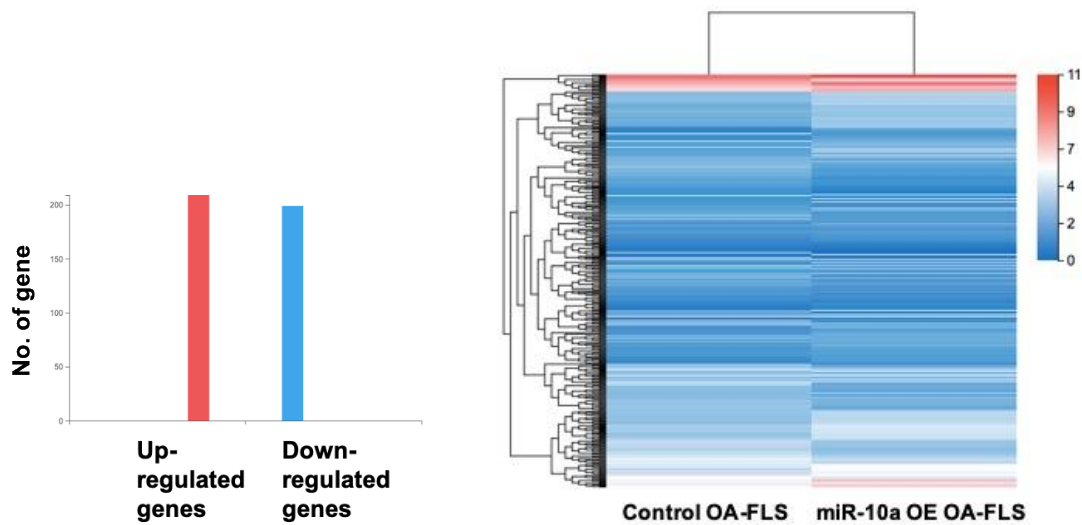 No. of gene
200
150
100
50
0
Up-
regulated
genes
Down-
regulated
genes
11
9
7
4
2
0
Control OA-FLS
miR-10a OE OA-FLS